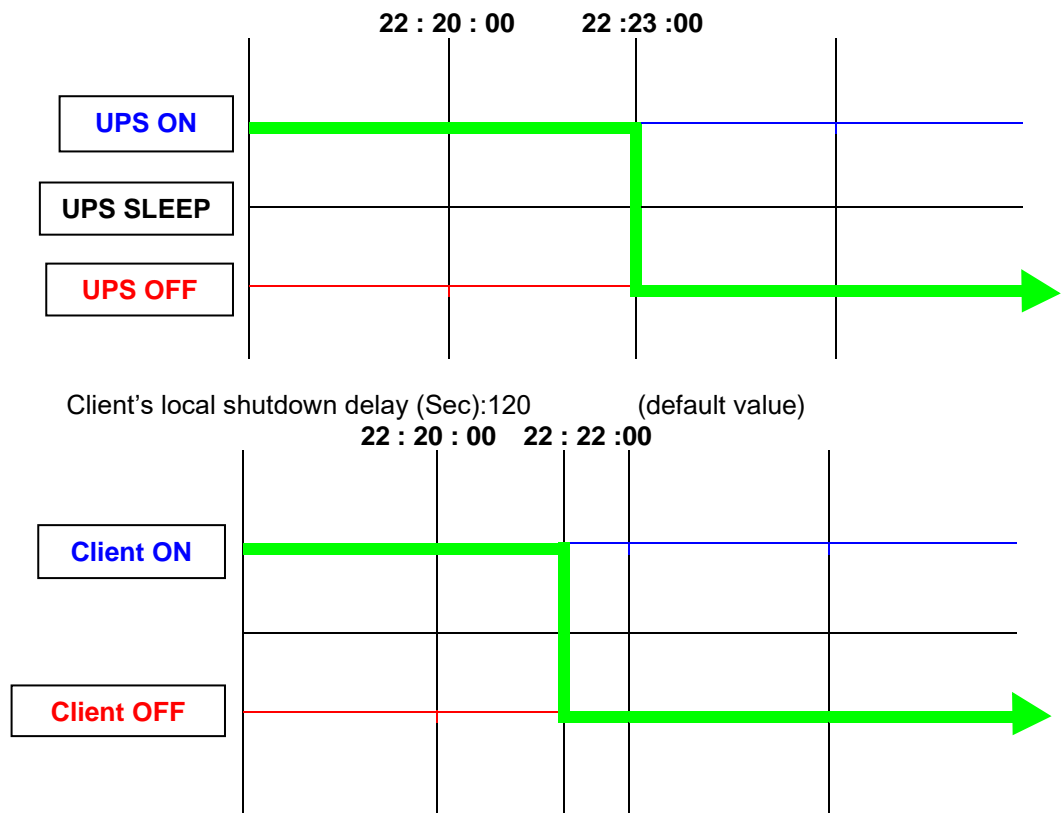 22 : 20 : 00 22 :23 :00
UPS ON
UPS SLEEP
UPS OFF
Client’s local shutdown delay (Sec):120 (default value)
22 : 20 : 00 22 : 22 :00
Client ON
Client OFF